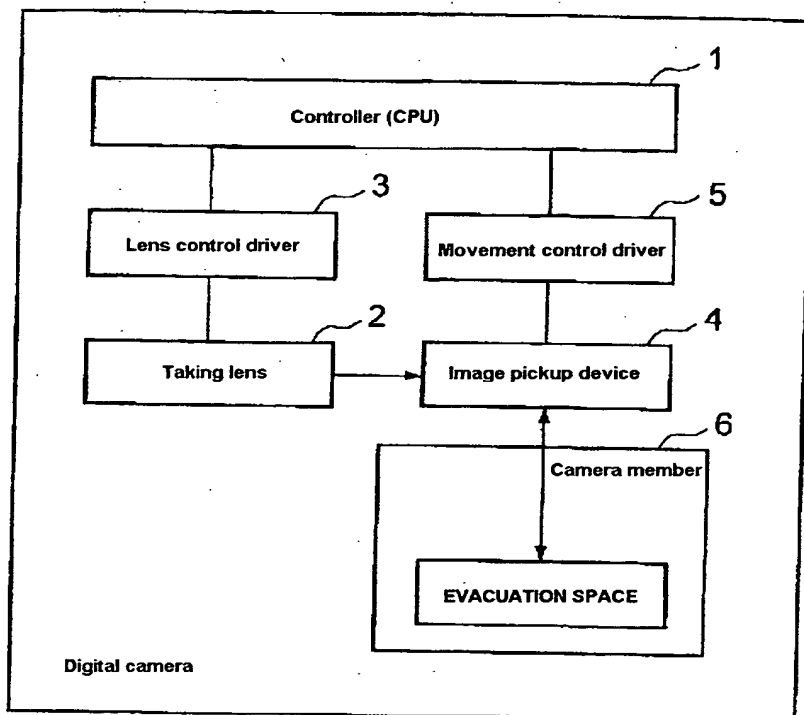 1
Controller (CPU)
3
5
Lens control driver
Movement control driver
2
4
Taking lens
Image pickup device
6
Camera member
EVACUATION SPACE
Digital camera